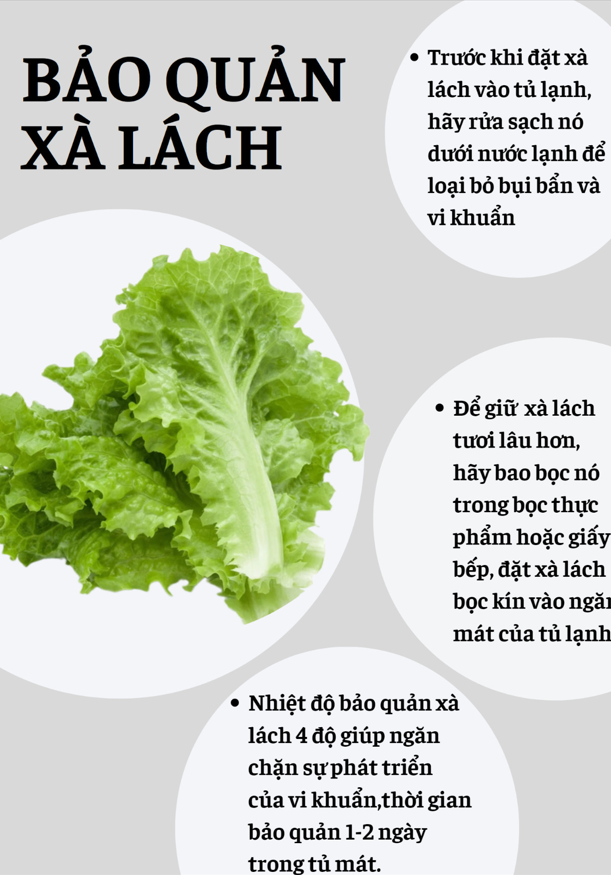 BẢO QUẢN
XÀ LÁCH
• Trước khi đặt xà
lách vào tủ lạnh,
hãy rửa sạch nó
dưới nước lạnh để
loại bỏ bụi bẩn và
vi khuẩn
• Để giữ xà lách
tươi lâu hơn,
hãy bao bọc nó
trong bọc thực
phẩm hoặc giấy
bếp, đặt xà lách
bọc kín vào ngăn
mát của tủ lạnh
• Nhiệt độ bảo quản xà
lách 4 độ giúp ngăn
chặn sự phát triển
của vi khuẩn,thời gian
bảo quản 1-2 ngày
trong tủ mát.